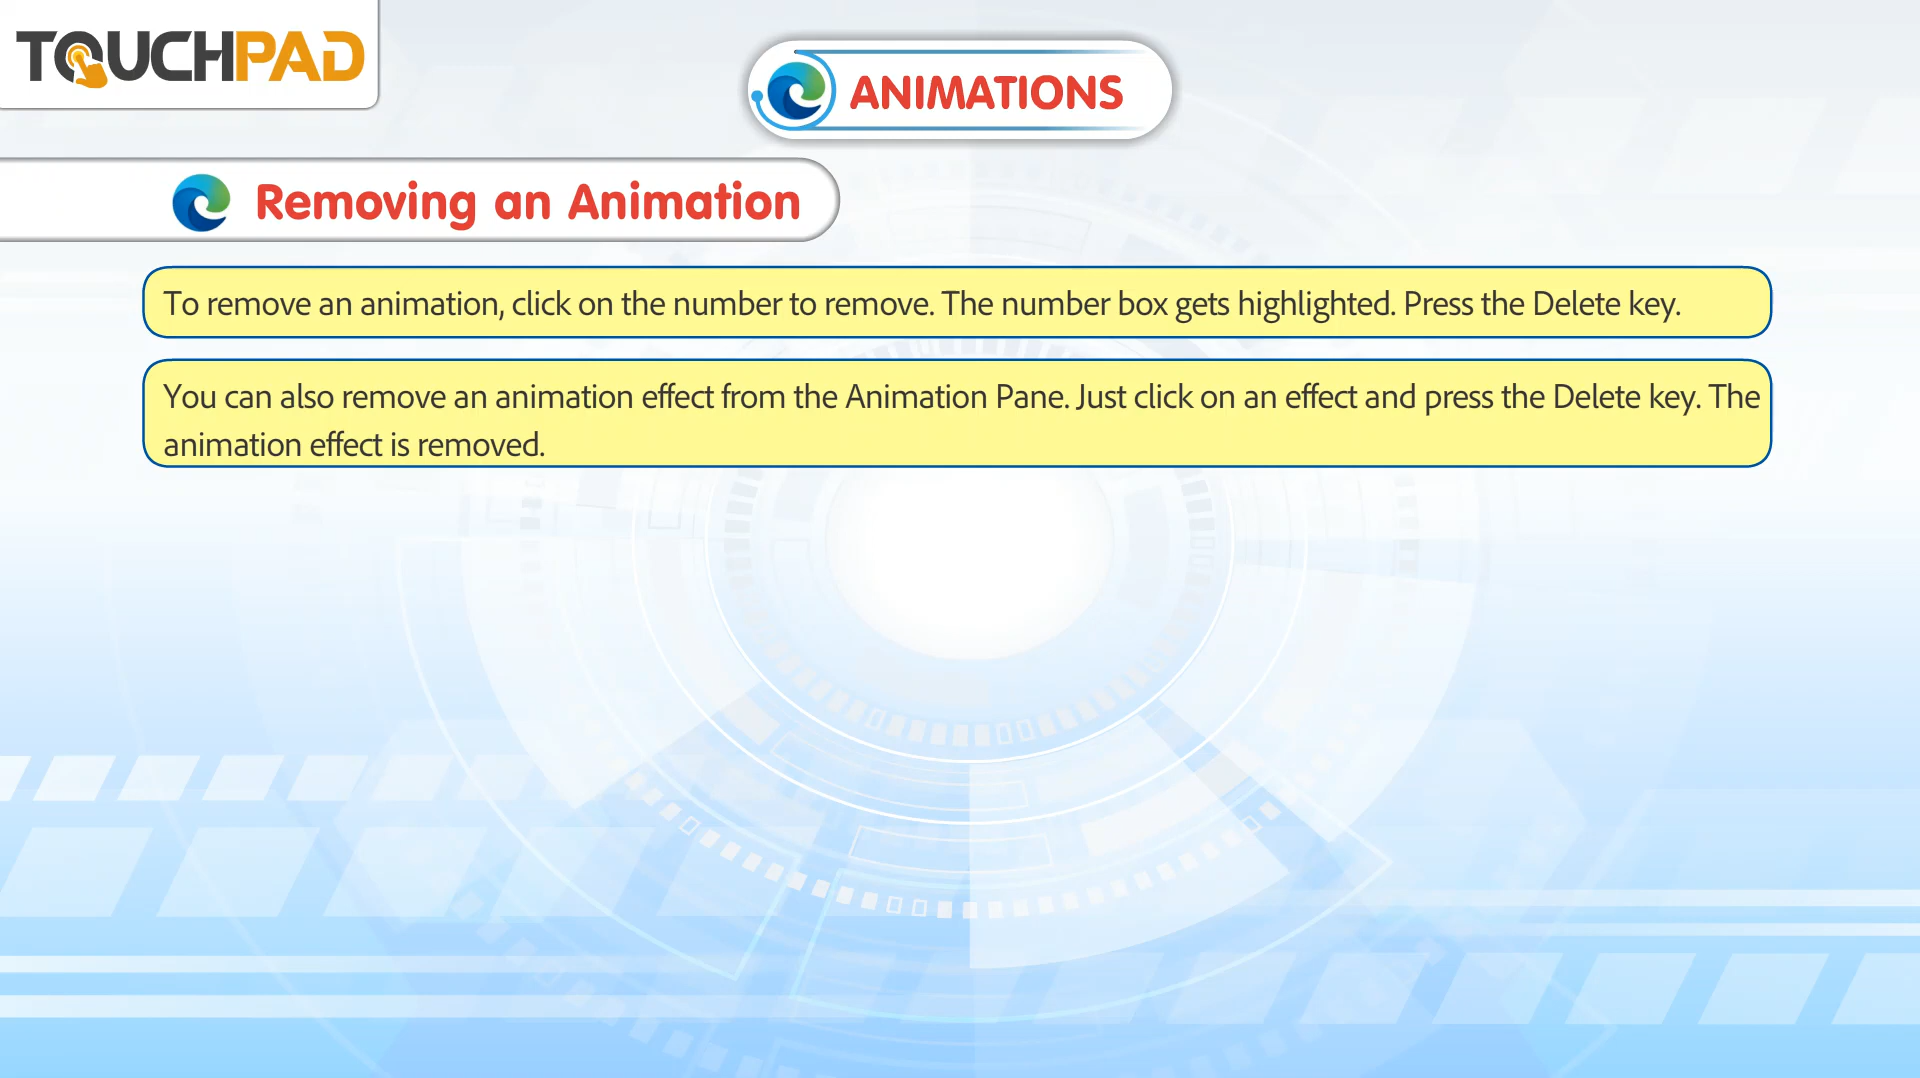 TOUCHPAD
ANIMATIONS
Removing an Animation
To remove an animation, click on the number to remove. The number box gets highlighted. Press the Delete key.
You can also remove an animation effect from the Animation Pane. Just click on an effect and press the Delete key. The
animation effect is removed.